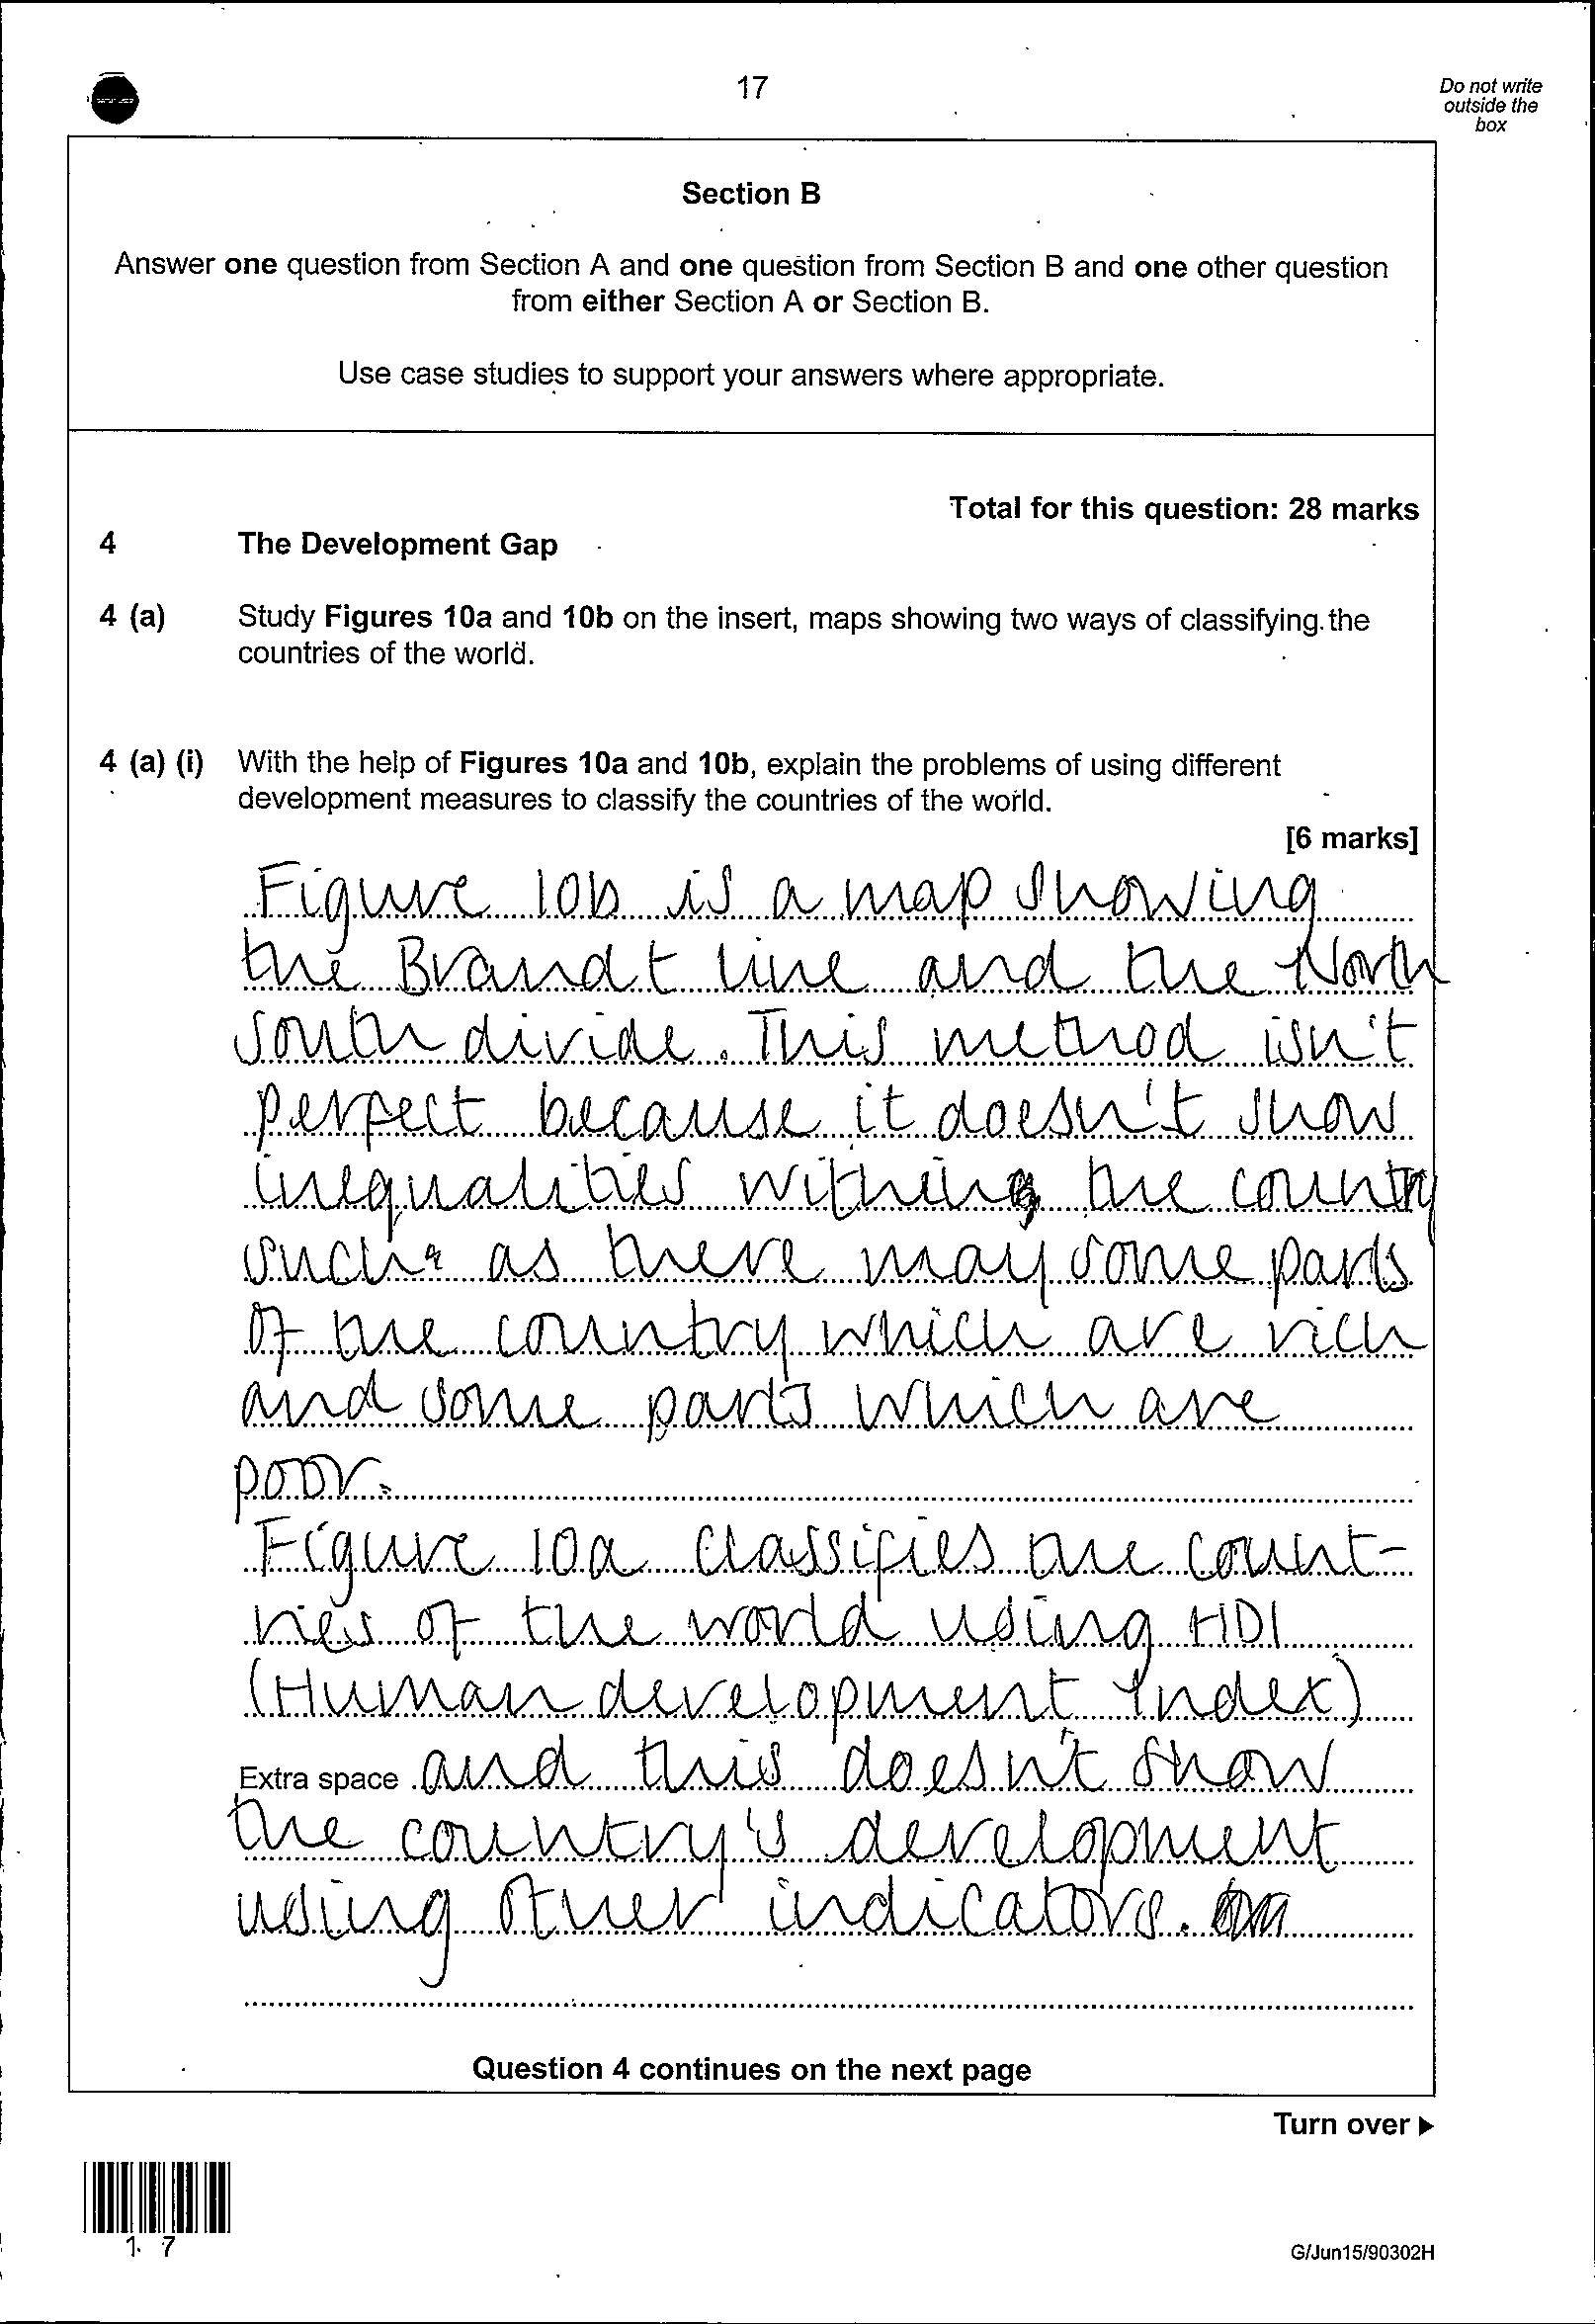 17
Do not write
outside the
box
Section B
Answer one question from Section A and one question from Section B and one other question
from either Section A or Section B.
Use case studies to support your answers where appropriate.
Total for this question: 28 marks
4 The Development Gap
4 (a) Study Figures 10a and 10b on the insert, maps showing two ways of classifying the
countries of the world.
4 (a) (i) With the help of Figures 10a and 10b, explain the problems of using different
development measures to classify the countries of the world.
[6 marks]
Figure 10b is a map showing
the Brandt line and the North
south divide. This method isn't
perfect because it doesn't show
inequalities within the country
such as there may some parts
of the country which are rich
and some parts which are
poor.
Figure 10a classifies the count-
ries of the world using HDI
(Human development Index)
Extra space and this doesn't show
the country's development
using other indicators.
Question 4 continues on the next page
Turn over ►
1 7
G/Jun15/90302H